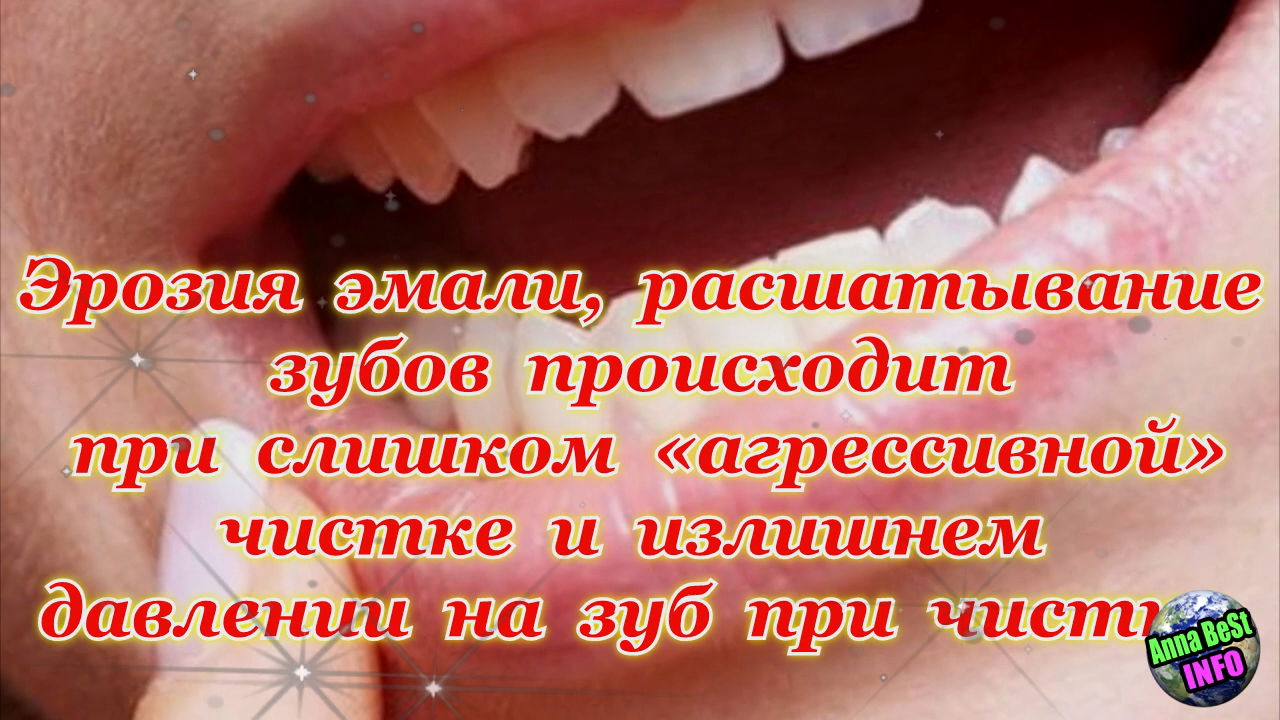 Эрозия эмали, расшатывание
зубов происходит
при слишком «агрессивной»
чистке и излишнем
давлении на зуб при
Anna BeSt
INFO